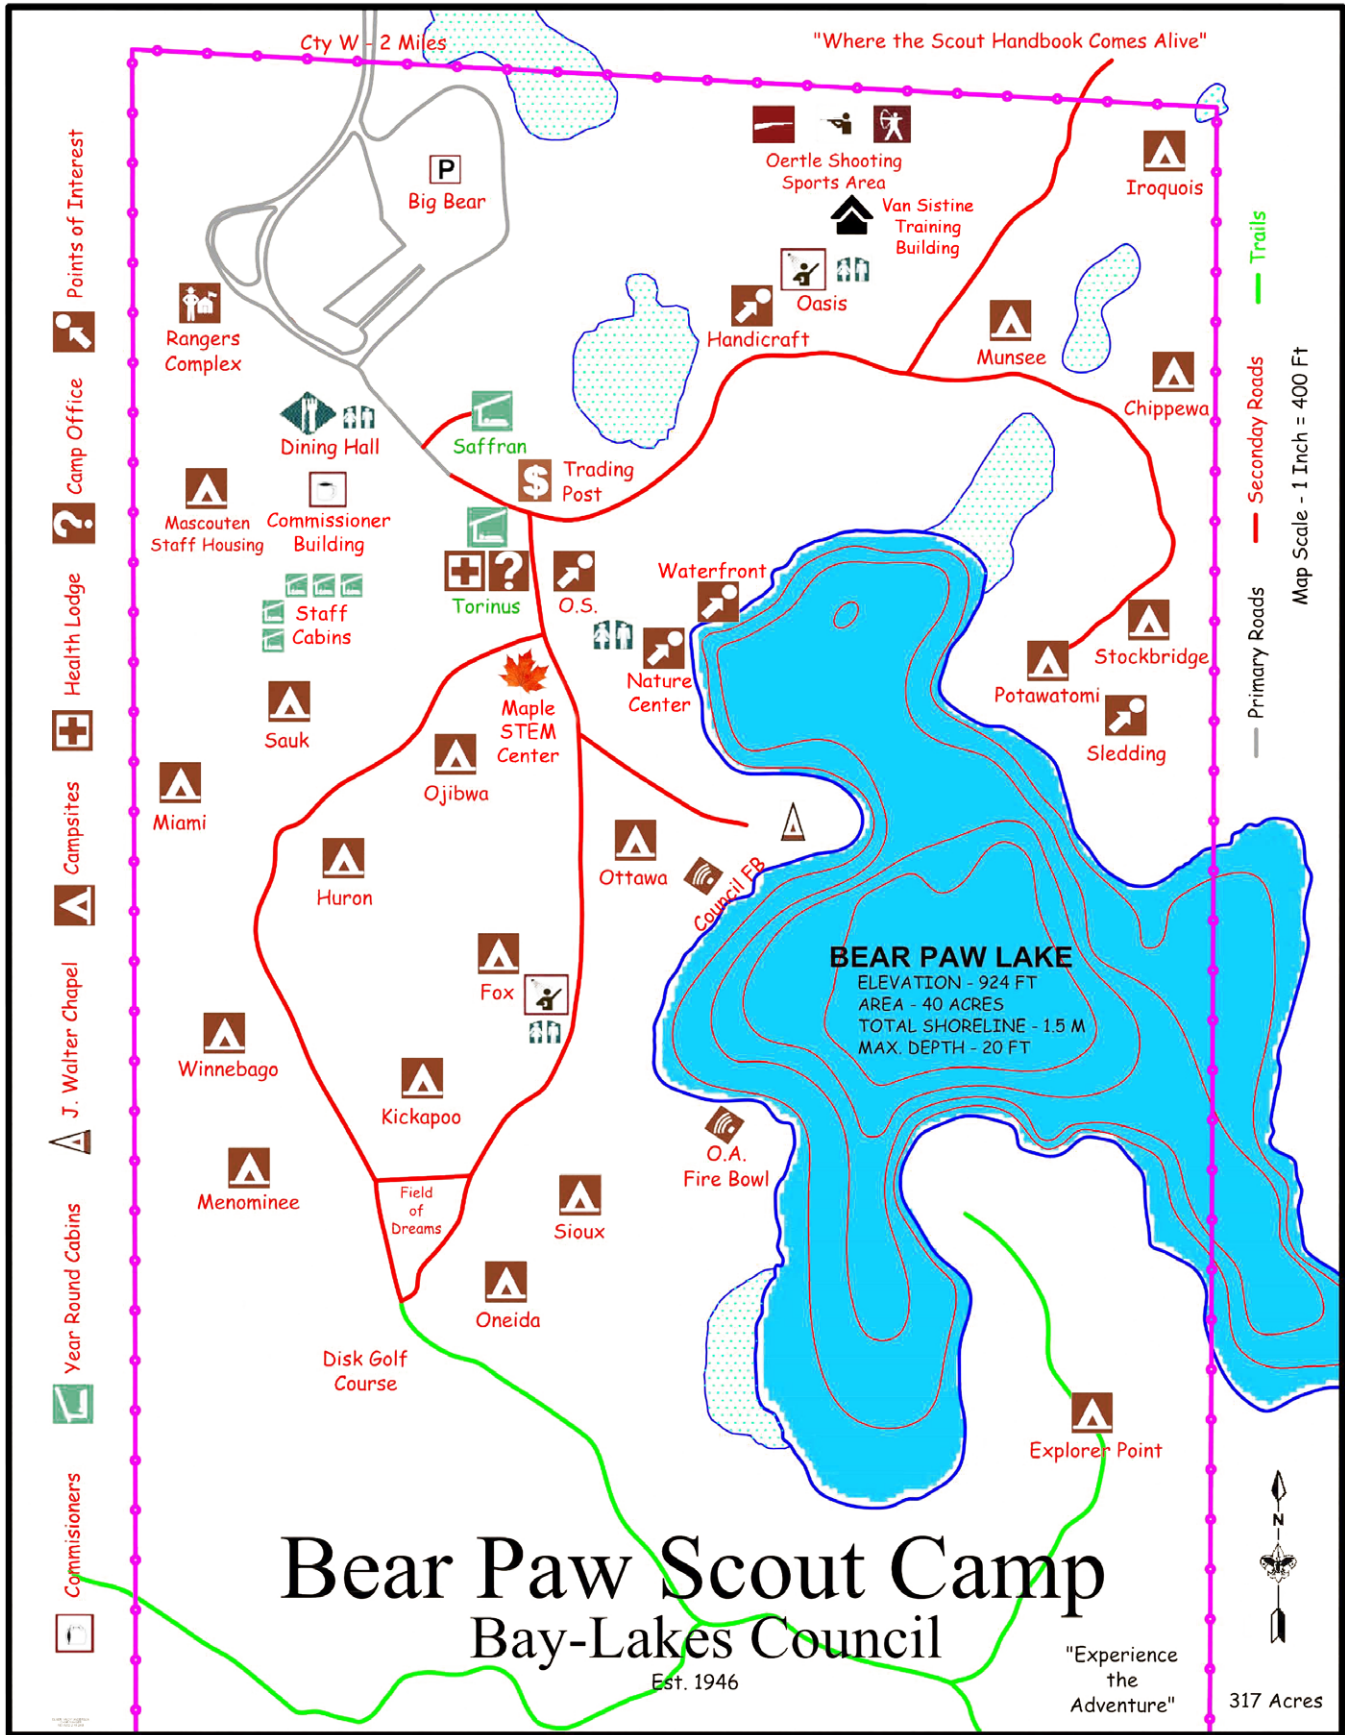 Cty W - 2 Miles
"Where the Scout Handbook Comes Alive"
P
Big Bear
Oertle Shooting
Sports Area
Van Sistine
Training
Building
Iroquois
Oasis
Handicraft
Munsee
Chippewa
Rangers
Complex
Dining Hall
Saffran
$
Trading
Post
Mascouten
Staff Housing
Commissioner
Building
?
Torinus
O.S.
Waterfront
Staff
Cabins
Nature
Center
Stockbridge
Potawatomi
Sledding
Sauk
Maple
STEM
Center
Ojibwa
Miami
Huron
Ottawa
Council FB
Fox
BEAR PAW LAKE
ELEVATION - 924 FT
AREA - 40 ACRES
TOTAL SHORELINE - 1.5 M
MAX. DEPTH - 20 FT
Winnebago
Kickapoo
O.A.
Fire Bowl
Menominee
Field
of
Dreams
Sioux
Oneida
Disk Golf
Course
Explorer Point
Bear Paw Scout Camp
Bay-Lakes Council
Est. 1946
"Experience
the
Adventure"
317 Acres
N
Commisioners
Year Round Cabins
J. Walter Chapel
Campsites
Health Lodge
?
Camp Office
Points of Interest
Primary Roads
Seconday Roads
Trails
Map Scale - 1 Inch = 400 Ft